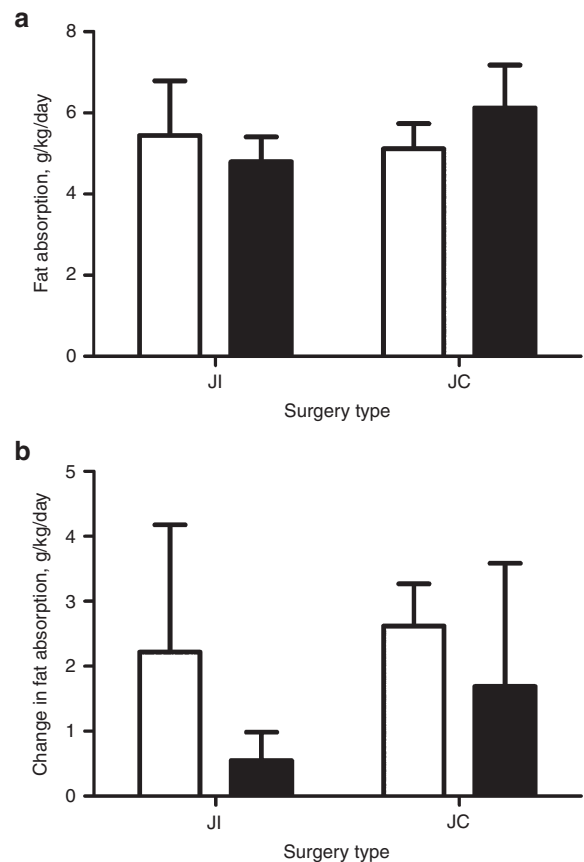 a
8
6
4
2
0
Fat absorption, g/kg/day
JI
JC
Surgery type
b
5
4
3
2
1
0
Change in fat absorption, g/kg/day
JI
JC
Surgery type